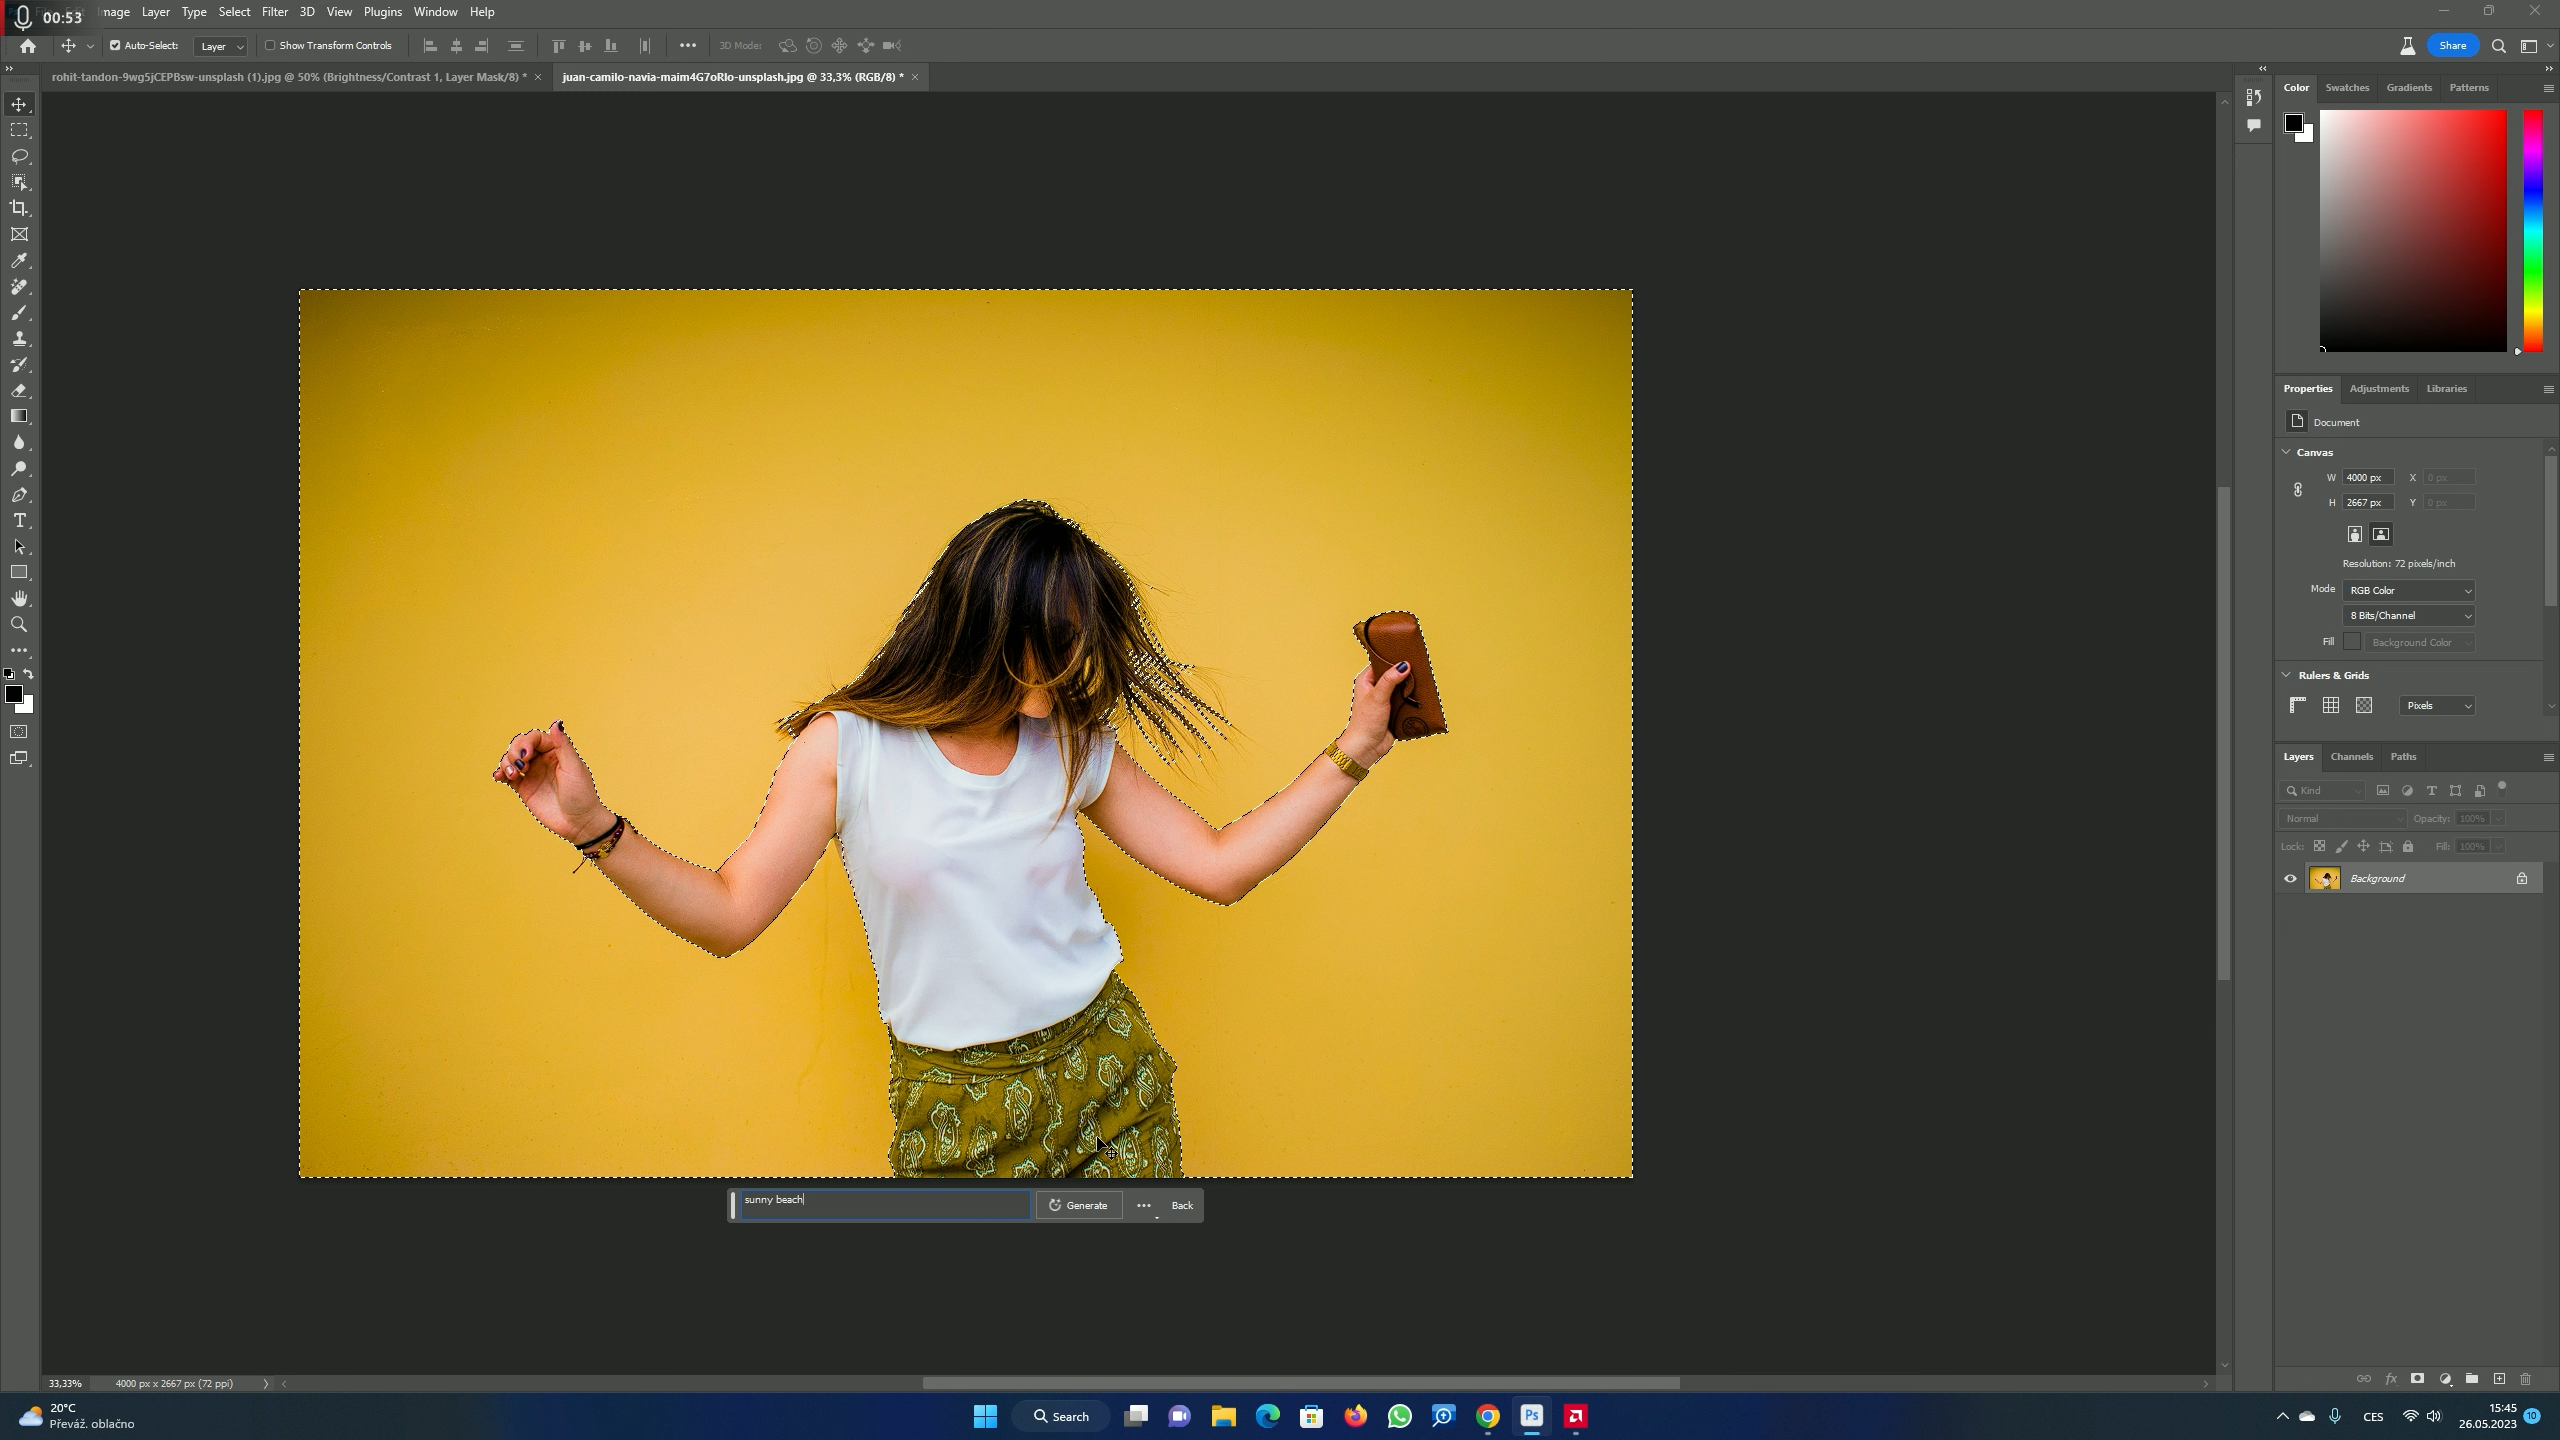 00:53
Image Layer Type Select Filter 3D View Plugins Window Help
Auto-Select: Layer Show Transform Controls 3D Mode: Share
rohit-tandon-9wg5jCEPBsw-unsplash (1).jpg @ 50% (Brightness/Contrast 1, Layer Mask/8) * juan-camilo-navia-maim4G7oRlo-unsplash.jpg @ 33,3% (RGB/8) *
Color Swatches Gradients Patterns
Properties Adjustments Libraries
Document
Canvas
W 4000 px X 0 px
H 2667 px Y 0 px
Resolution: 72 pixels/inch
Mode RGB Color
8 Bits/Channel
Fill Background Color
Rulers & Grids
Pixels
Layers Channels Paths
Kind
Normal Opacity: 100%
Lock: Fill: 100%
Background
sunny beach Generate Back
33,33% 4000 px x 2667 px (72 ppi)
20°C
Převáž. oblačno
Search
Ps
CES
15:45
26.05.2023
10